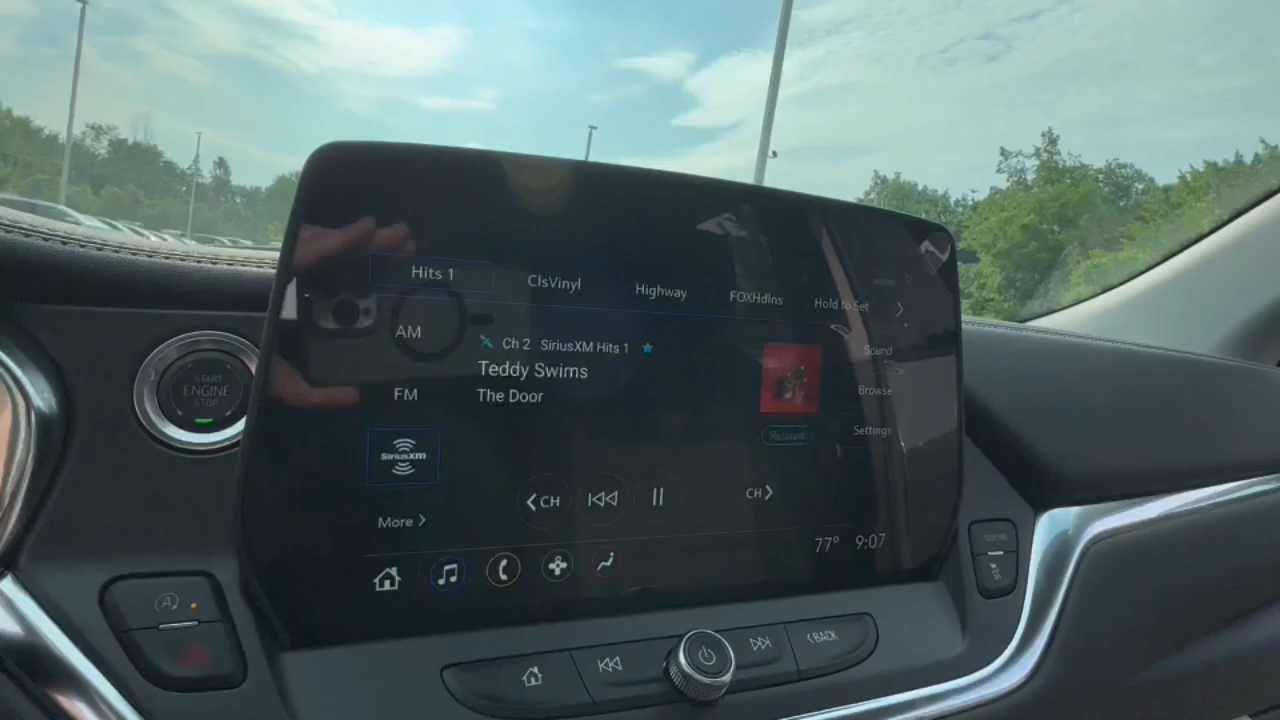 Hits 1
ClsVinyl
Highway
FOXHdlns
Hold to Set
AM
Ch 2 SiriusXM Hits 1
Sound
Teddy Swims
START
ENGINE
STOP
FM
The Door
Browse
Settings
SiriusXM
CH
CH
More
77° 9:07
BACK